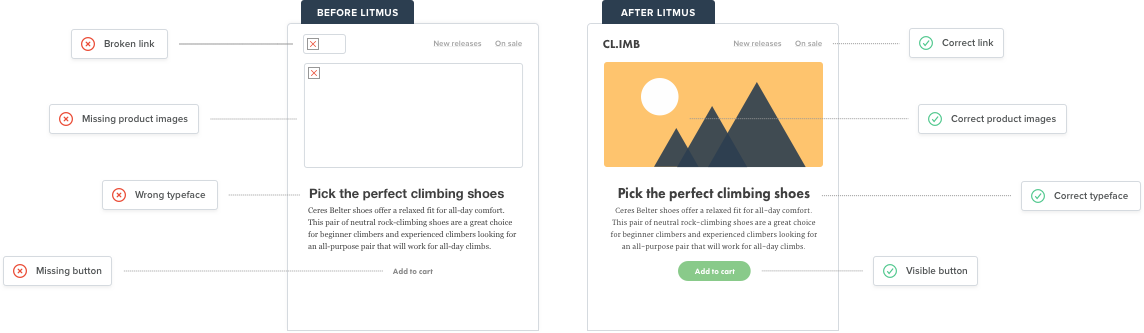 BEFORE LITMUS
Broken link
New releases On sale
Missing product images
Wrong typeface
Pick the perfect climbing shoes
Ceres Belter shoes offer a relaxed fit for all-day comfort.
This pair of neutral rock-climbing shoes are a great choice
for beginner climbers and experienced climbers looking for
an all-purpose pair that will work for all-day climbs.
Missing button
Add to cart
AFTER LITMUS
CL.IMB
New releases On sale
Correct link
Correct product images
Pick the perfect climbing shoes
Correct typeface
Ceres Belter shoes offer a relaxed fit for all-day comfort.
This pair of neutral rock-climbing shoes are a great choice
for beginner climbers and experienced climbers looking for
an all-purpose pair that will work for all-day climbs.
Add to cart
Visible button